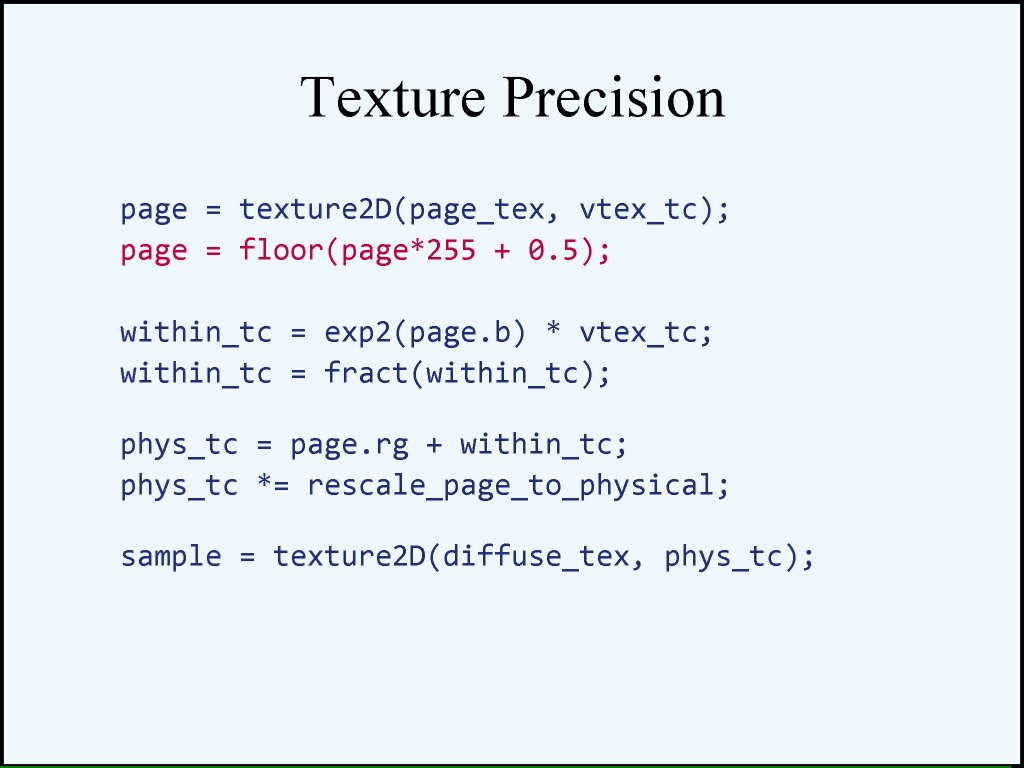 Texture Precision
page = texture2D(page_tex, vtex_tc);
page = floor(page*255 + 0.5);
within_tc = exp2(page.b) * vtex_tc;
within_tc = fract(within_tc);
phys_tc = page.rg + within_tc;
phys_tc *= rescale_page_to_physical;
sample = texture2D(diffuse_tex, phys_tc);